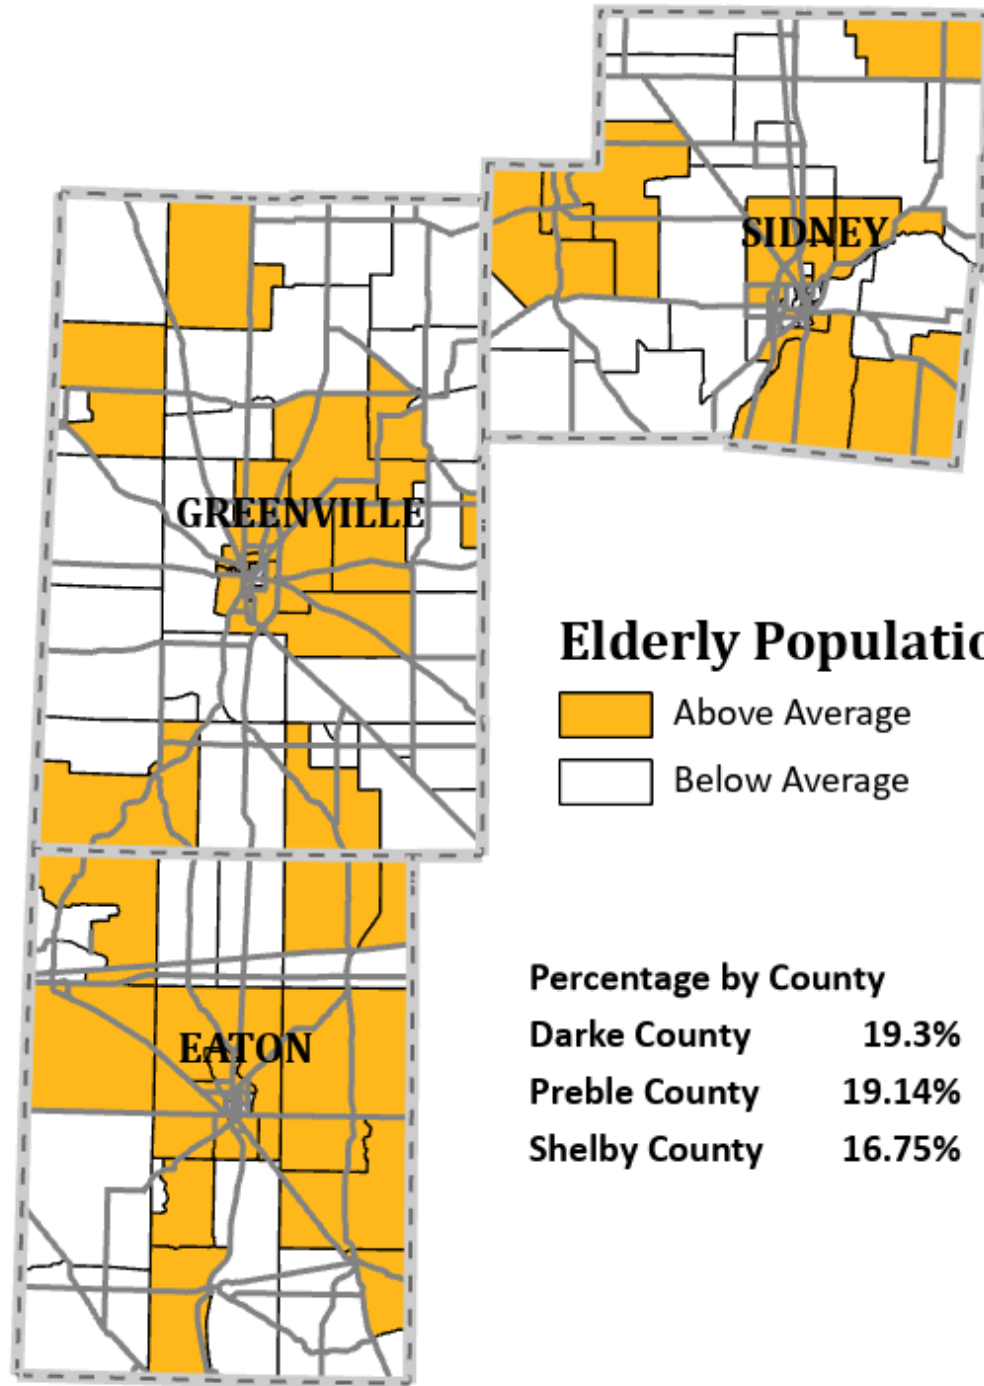 SIDNEY
GREENVILLE
Elderly Populatio
Above Average
Below Average
Percentage by County
Darke County 19.3%
Preble County 19.14%
Shelby County 16.75%
EATON